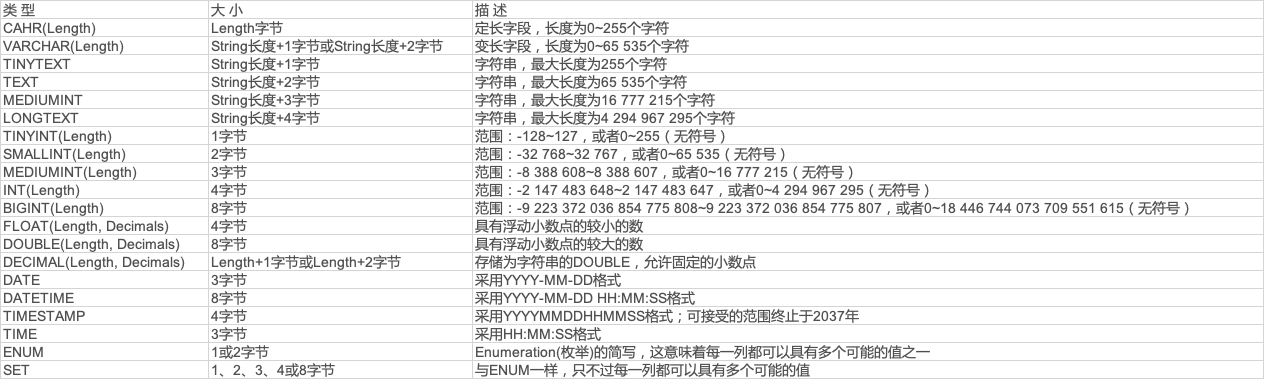 类 型 大 小 描 述
CAHR(Length) Length字节 定长字段，长度为0~255个字符
VARCHAR(Length) String长度+1字节或String长度+2字节 变长字段，长度为0~65 535个字符
TINYTEXT String长度+1字节 字符串，最大长度为255个字符
TEXT String长度+2字节 字符串，最大长度为65 535个字符
MEDIUMINT String长度+3字节 字符串，最大长度为16 777 215个字符
LONGTEXT String长度+4字节 字符串，最大长度为4 294 967 295个字符
TINYINT(Length) 1字节 范围：-128~127，或者0~255（无符号）
SMALLINT(Length) 2字节 范围：-32 768~32 767，或者0~65 535（无符号）
MEDIUMINT(Length) 3字节 范围：-8 388 608~8 388 607，或者0~16 777 215（无符号）
INT(Length) 4字节 范围：-2 147 483 648~2 147 483 647，或者0~4 294 967 295（无符号）
BIGINT(Length) 8字节 范围：-9 223 372 036 854 775 808~9 223 372 036 854 775 807，或者0~18 446 744 073 709 551 615（无符号）
FLOAT(Length, Decimals) 4字节 具有浮动小数点的较小的数
DOUBLE(Length, Decimals) 8字节 具有浮动小数点的较大的数
DECIMAL(Length, Decimals) Length+1字节或Length+2字节 存储为字符串的DOUBLE，允许固定的小数点
DATE 3字节 采用YYYY-MM-DD格式
DATETIME 8字节 采用YYYY-MM-DD HH:MM:SS格式
TIMESTAMP 4字节 采用YYYYMMDDHHMMSS格式；可接受的范围终止于2037年
TIME 3字节 采用HH:MM:SS格式
ENUM 1或2字节 Enumeration(枚举)的简写，这意味着每一列都可以具有多个可能的值之一
SET 1、2、3、4或8字节 与ENUM一样，只不过每一列都可以具有多个可能的值